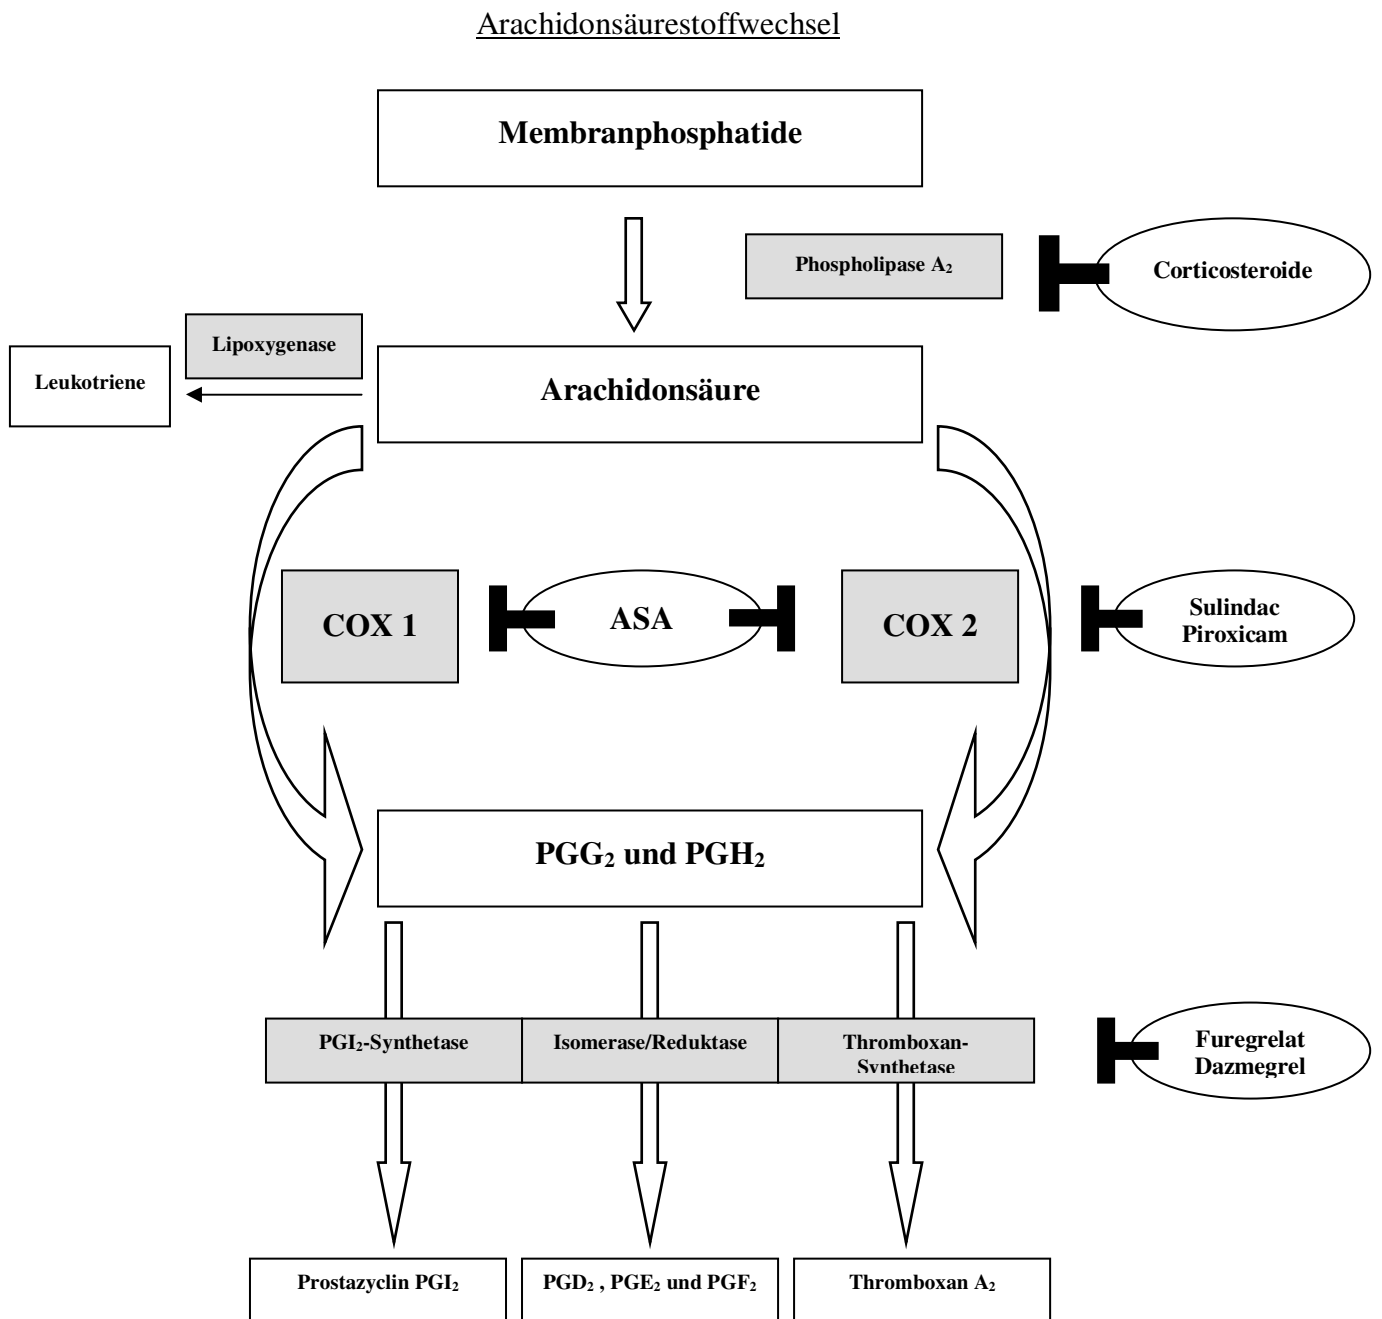 Arachidonsäurestoffwechsel
Membranphosphatide
Phospholipase A₂
Corticosteroide
Lipoxygenase
Leukotriene
Arachidonsäure
COX 1
ASA
COX 2
Sulindac
Piroxicam
PGG₂ und PGH₂
PGI₂-Synthetase
Isomerase/Reduktase
Thromboxan-
Synthetase
Furegrelat
Dazmegrel
Prostazyclin PGI₂
PGD₂ , PGE₂ und PGF₂
Thromboxan A₂